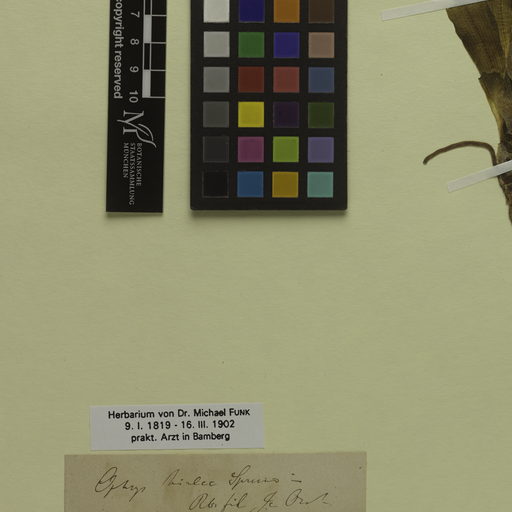 copyright reserved
7
8
9
10
BOTANISCHE
STAATSSAMMLUNG
MÜNCHEN
Herbarium von Dr. Michael FUNK
9. I. 1819 - 16. III. 1902
prakt. Arzt in Bamberg
Ophrys